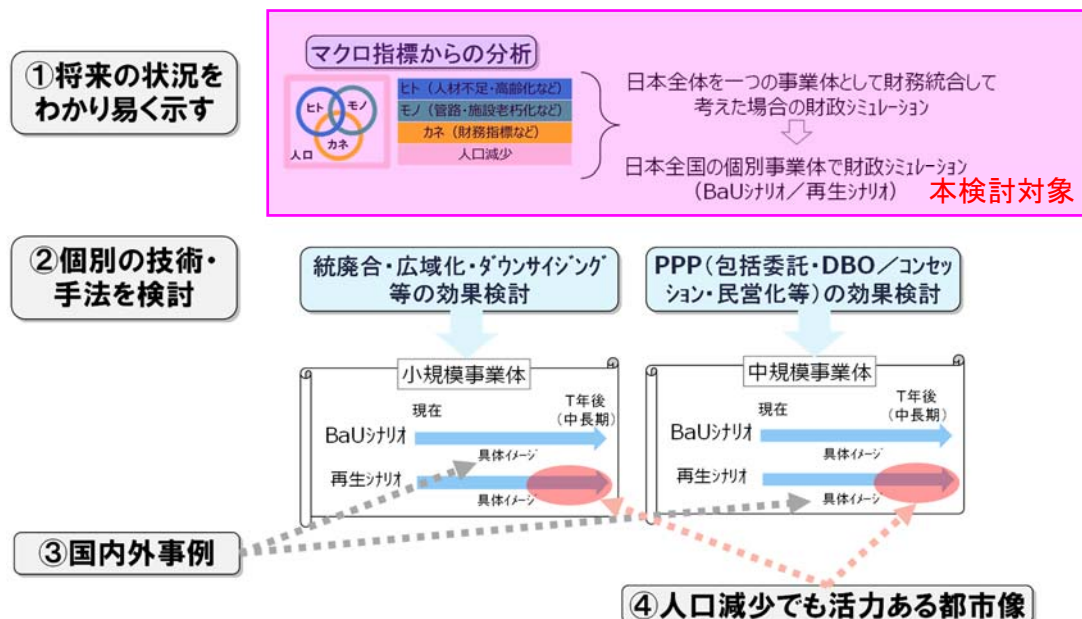 ①将来の状況を
わかり易く示す
マクロ指標からの分析
ヒト
モノ
カネ
人口
ヒト（人材不足・高齢化など）
モノ（管路・施設老朽化など）
カネ（財務指標など）
人口減少
日本全体を一つの事業体として財務統合して
考えた場合の財政ｼﾐｭﾚｰｼｮﾝ
日本全国の個別事業体で財政ｼﾐｭﾚｰｼｮﾝ
（BaUｼﾅﾘｵ／再生ｼﾅﾘｵ）
本検討対象
②個別の技術・
手法を検討
統廃合・広域化・ﾀﾞｳﾝｻｲｼﾞﾝｸﾞ
等の効果検討
PPP（包括委託・DBO／ｺﾝｾｯ
ｼｮﾝ・民営化等）の効果検討
小規模事業体
現在
T年後
（中長期）
BaUｼﾅﾘｵ
具体ｲﾒｰｼﾞ
再生ｼﾅﾘｵ
具体ｲﾒｰｼﾞ
中規模事業体
現在
T年後
（中長期）
BaUｼﾅﾘｵ
具体ｲﾒｰｼﾞ
再生ｼﾅﾘｵ
具体ｲﾒｰｼﾞ
③国内外事例
④人口減少でも活力ある都市像